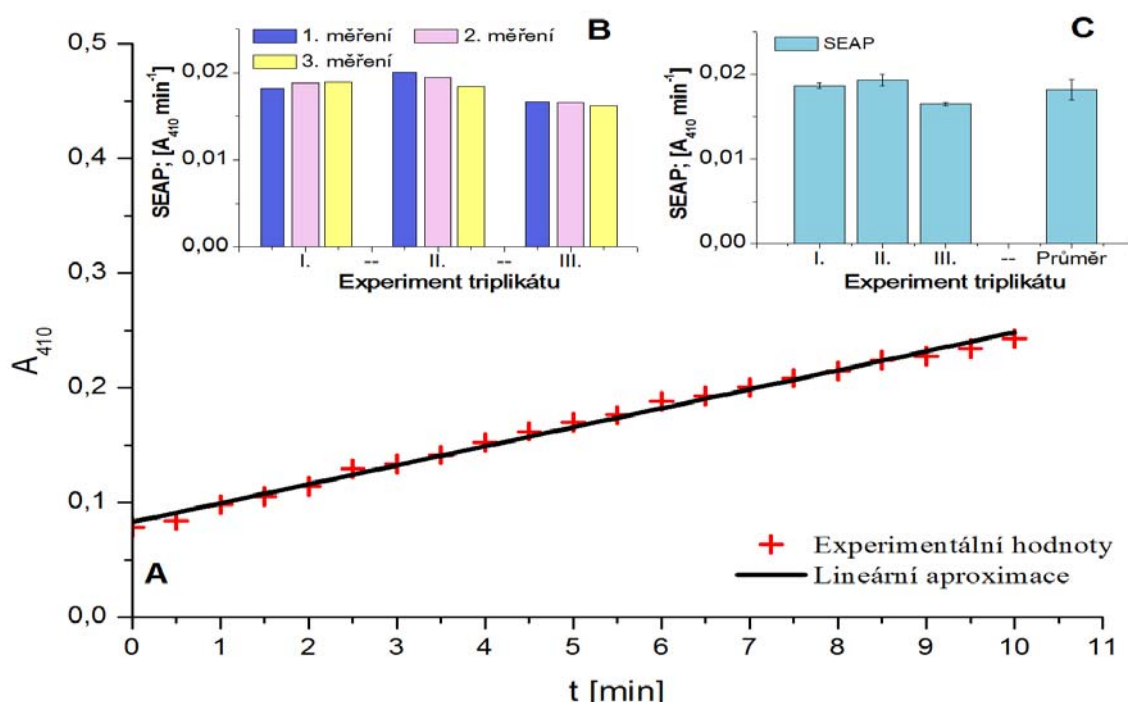 B
1. měření 2. měření
3. měření
SEAP; [A410 min-1]
0,02
0,01
0,00
I. -- II. -- III.
Experiment triplikátu
C
SEAP
SEAP; [A410 min-1]
0,02
0,01
0,00
I. II. III. -- Průměr
Experiment triplikátu
A410
0,5
0,4
0,3
0,2
0,1
0,0
A
Experimentální hodnoty
Lineární aproximace
0 1 2 3 4 5 6 7 8 9 10 11
t [min]